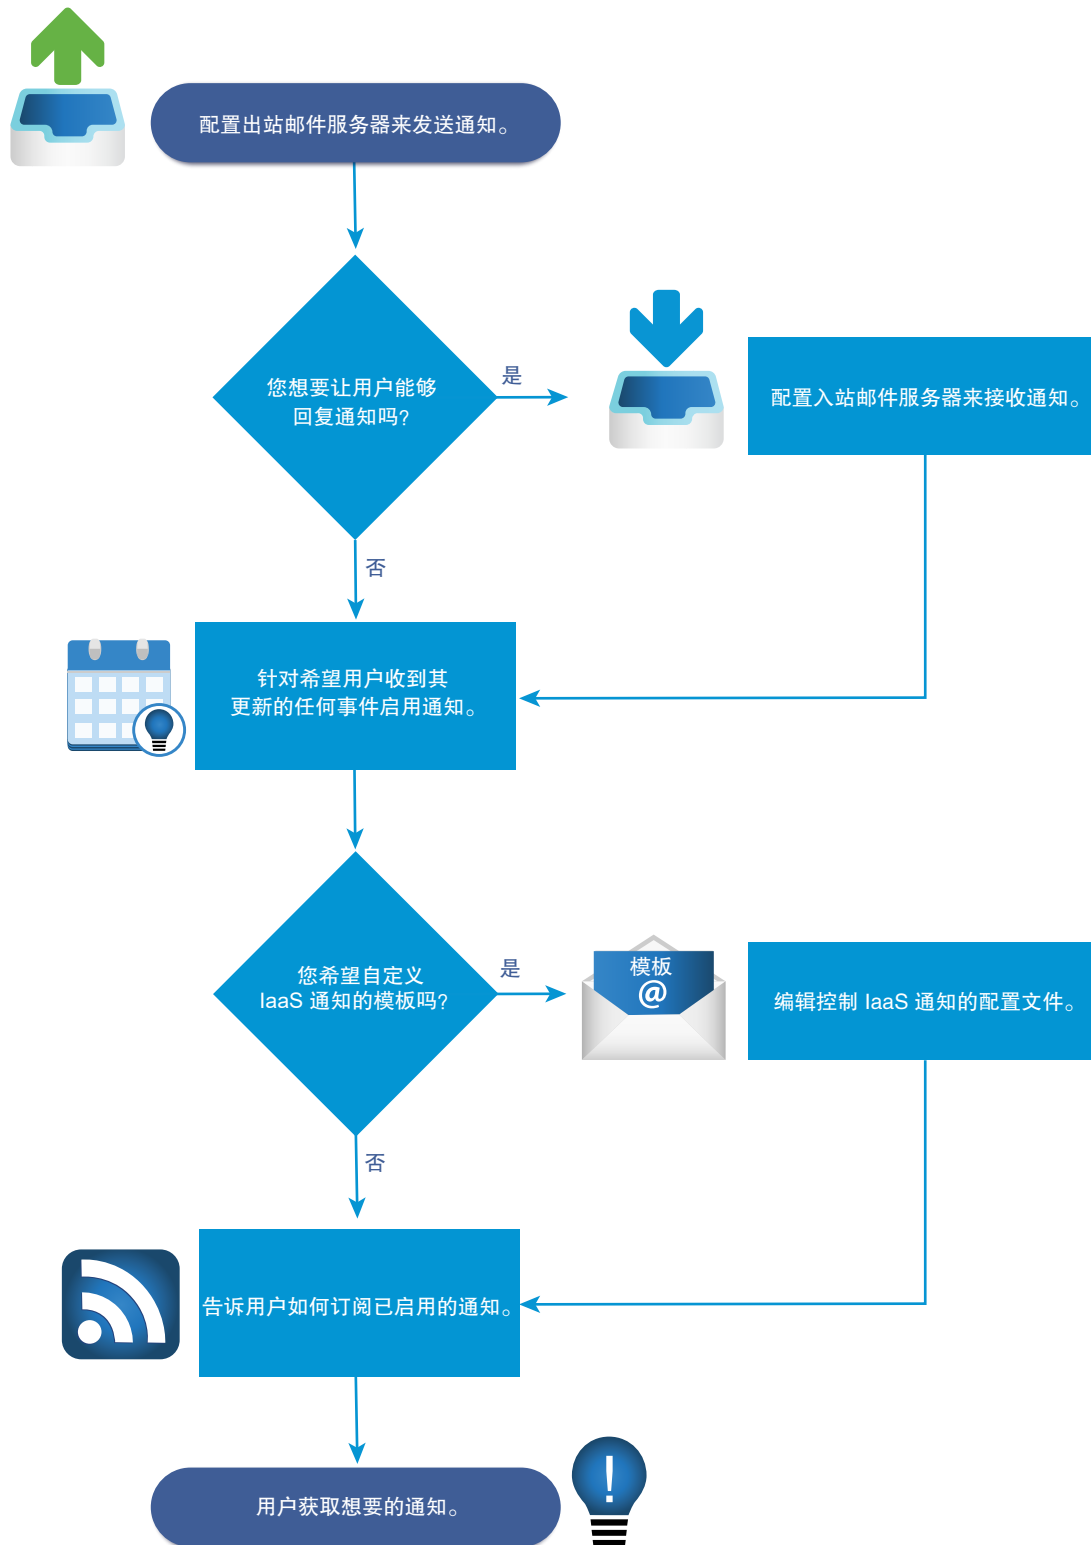 配置出站邮件服务器来发送通知。
您想要让用户能够
回复通知吗?
是
配置入站邮件服务器来接收通知。
否
针对希望用户收到其
更新的任何事件启用通知。
您希望自定义
IaaS 通知的模板吗?
是
模板
@
编辑控制 IaaS 通知的配置文件。
否
告诉用户如何订阅已启用的通知。
用户获取想要的通知。
!